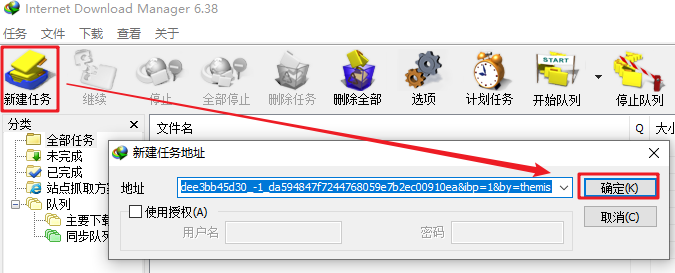 Internet Download Manager 6.38
任务 文件 下载 查看 关于
新建任务 继续 停止 全部停止 删除任务 删除全部 选项 计划任务 START 开始队列 停止队列
分类
全部任务
未完成
已完成
站点抓取方案
队列
主要下载
同步队列
文件名 Q 大小
新建任务地址
地址 dee3bb45d30_-1_da594847f7244768059e7b2ec00910ea&ibp=1&by=themis 确定(K)
使用授权(A) 取消(C)
用户名 密码